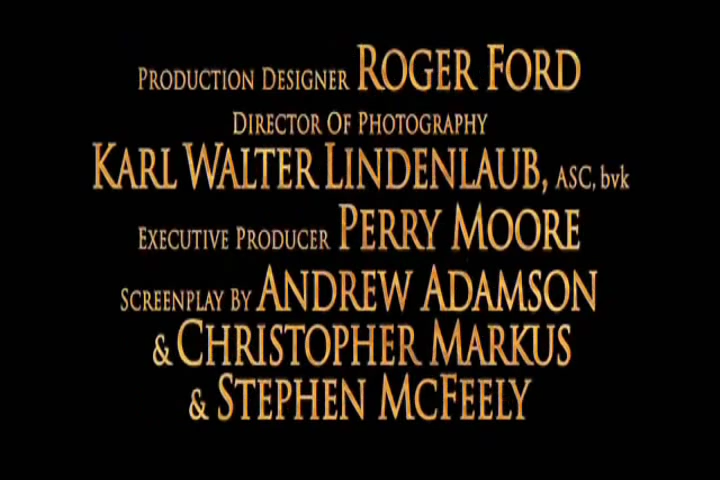 PRODUCTION DESIGNER ROGER FORD
DIRECTOR OF PHOTOGRAPHY
KARL WALTER LINDENLAUB, ASC, bvk
EXECUTIVE PRODUCER PERRY MOORE
SCREENPLAY BY ANDREW ADAMSON
& CHRISTOPHER MARKUS
& STEPHEN MCFEELY